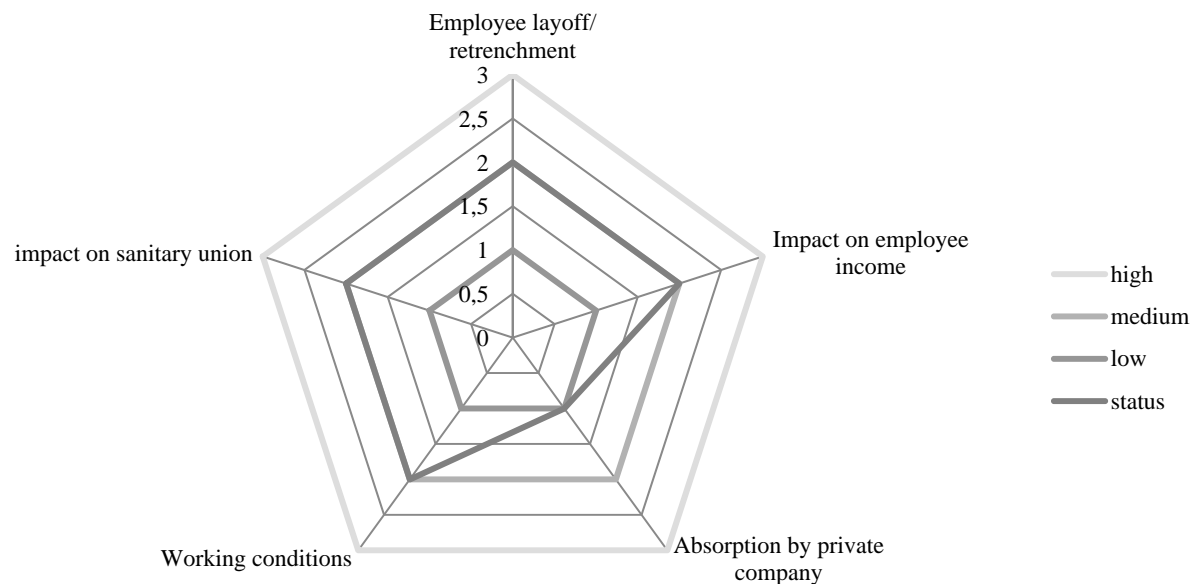 Employee layoff/
retrenchment
3
2,5
2
1,5
1
0,5
0
Impact on employee
income
Absorption by private
company
Working conditions
impact on sanitary union
high
medium
low
status